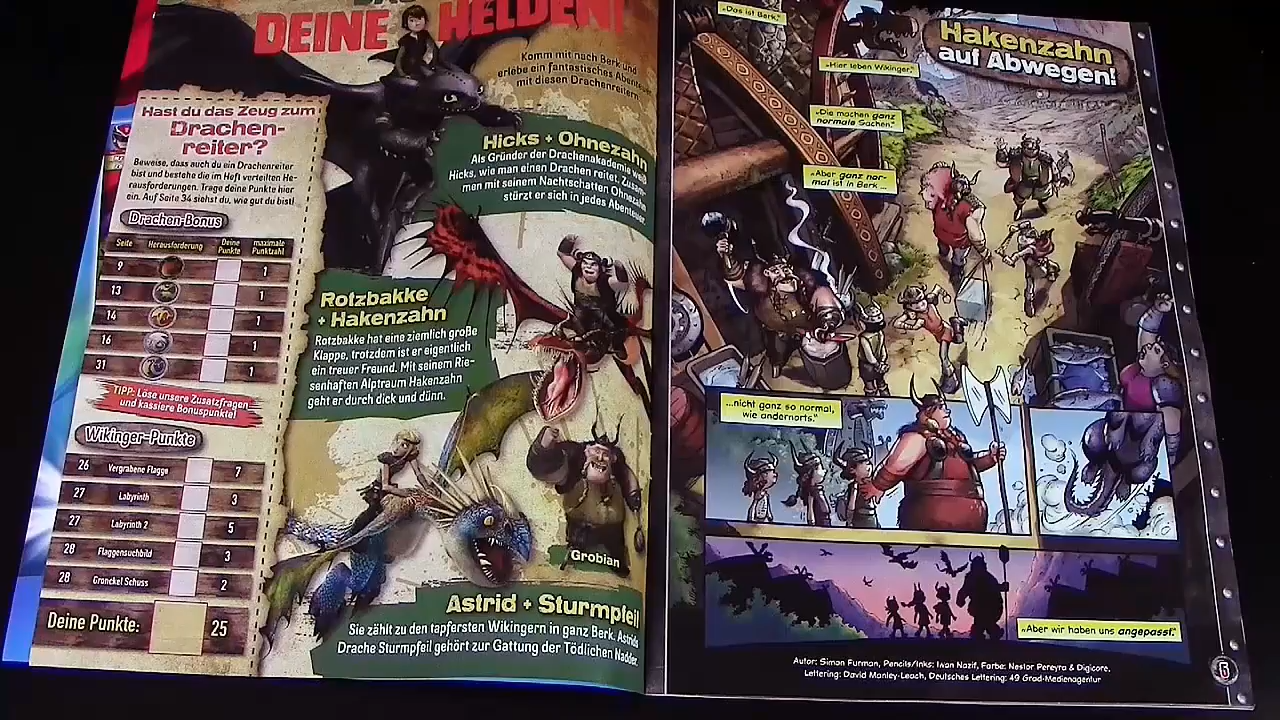 DEINE HELDEN!
Komm mit nach Berk und
erlebe ein fantastisches Abenteuer
mit diesen Drachenreitern.
Hast du das Zeug zum
Drachen-
reiter?
Beweise, dass auch du ein Drachenreiter
bist und bestehe die im Heft verteilten He-
rausforderungen. Trage deine Punkte hier
ein. Auf Seite 34 siehst du, wie gut du bist!
Drachen-Bonus
Seite Herausforderung Deine Punkte maximale Punktzahl
9 1
13 1
14 1
16 1
31 1
TIPP: Löse unsere Zusatzfragen
und kassiere Bonuspunkte!
Wikinger-Punkte
26 Vergrabene Flagge 7
27 Labyrinth 3
27 Labyrinth 2 5
28 Flaggensuchbild 3
28 Gronckel Schuss 2
Deine Punkte: 25
Hicks + Ohnezahn
Als Gründer der Drachenakademie weiß
Hicks, wie man einen Drachen reitet. Zusam-
men mit seinem Nachtschatten Ohnezahn
stürzt er sich in jedes Abenteuer.
Rotzbakke
+ Hakenzahn
Rotzbakke hat eine ziemlich große
Klappe, trotzdem ist er eigentlich
ein treuer Freund. Mit seinem Rie-
senhaften Alptraum Hakenzahn
geht er durch dick und dünn.
Grobian
Astrid + Sturmpfeil
Sie zählt zu den tapfersten Wikingern in ganz Berk. Astrids
Drache Sturmpfeil gehört zur Gattung der Tödlichen Nadder.
Hakenzahn
auf Abwegen!
„Das ist Berk."
„Hier leben Wikinger."
„Die machen ganz
normale Sachen."
„Aber ganz nor-
mal ist in Berk ...
...nicht ganz so normal,
wie andernorts."
„Aber wir haben uns angepasst."
Autor: Simon Furman, Pencils/Inks: Iwan Nazif, Farbe: Nestor Pereyra & Digicore,
Lettering: David Manley-Leach, Deutsches Lettering: 49 Grad-Medienagentur
5